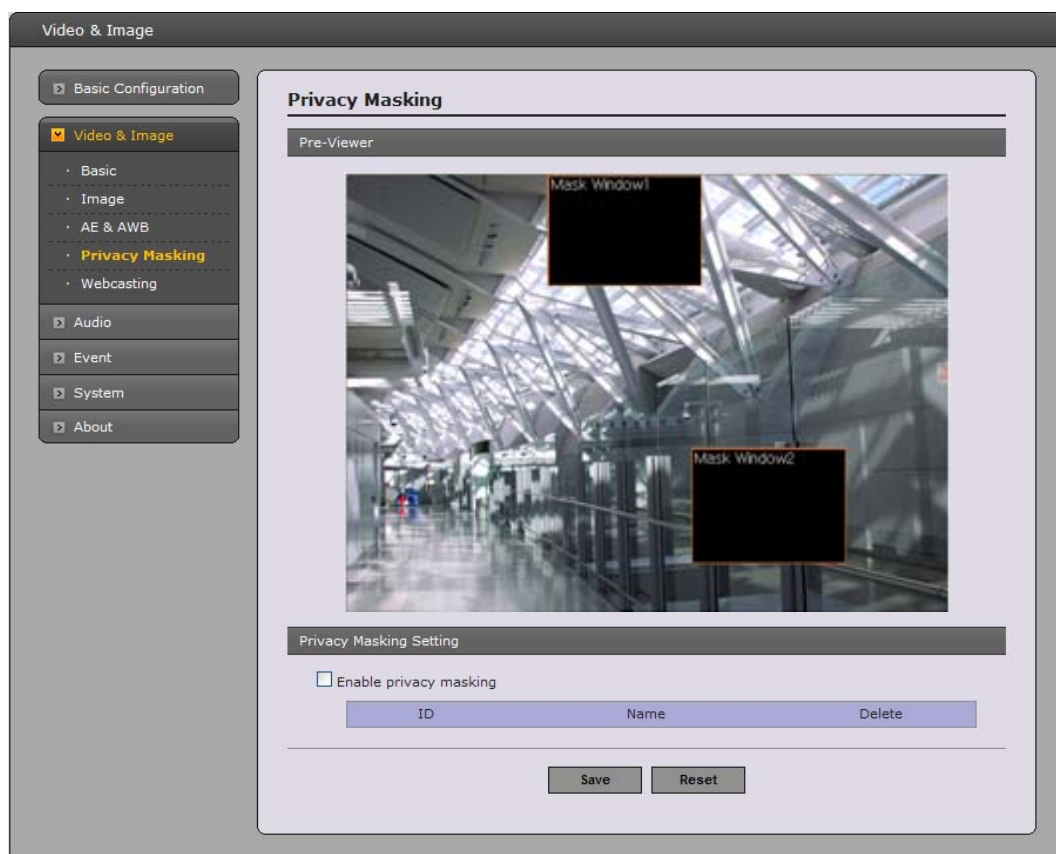 Video & Image
Basic Configuration
Video & Image
Basic
Image
AE & AWB
Privacy Masking
Webcasting
Audio
Event
System
About
Privacy Masking
Pre-Viewer
Mask Window1
Mask Window2
Privacy Masking Setting
Enable privacy masking
ID Name Delete
Save Reset